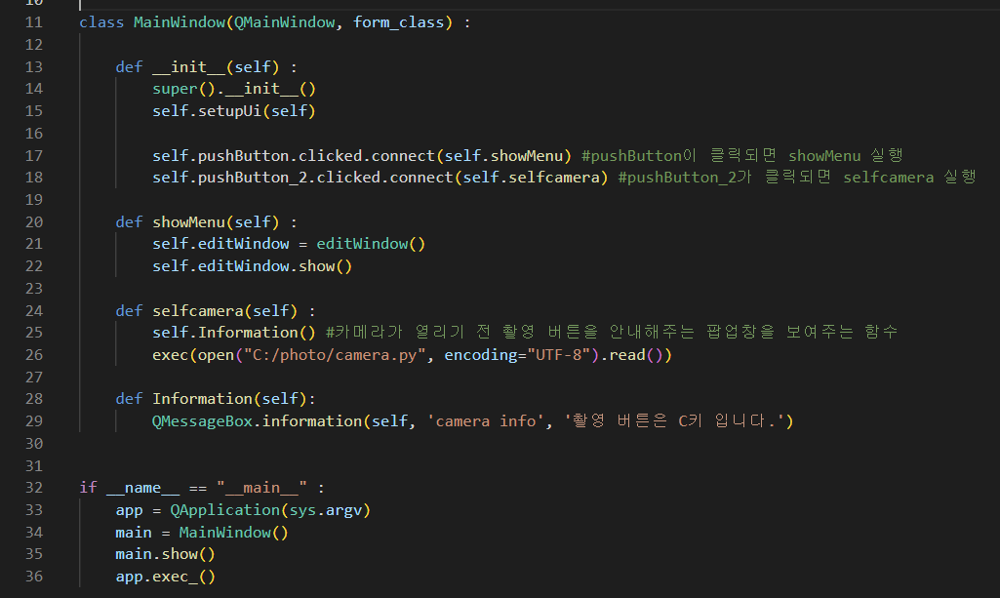 10
11 class MainWindow(QMainWindow, form_class) :
12
13     def __init__(self) :
14         super().__init__()
15         self.setupUi(self)
16
17         self.pushButton.clicked.connect(self.showMenu) #pushButton이 클릭되면 showMenu 실행
18         self.pushButton_2.clicked.connect(self.selfcamera) #pushButton_2가 클릭되면 selfcamera 실행
19
20     def showMenu(self) :
21         self.editWindow = editWindow()
22         self.editWindow.show()
23
24     def selfcamera(self) :
25         self.Information() #카메라가 열리기 전 촬영 버튼을 안내해주는 팝업창을 보여주는 함수
26         exec(open("C:/photo/camera.py", encoding="UTF-8").read())
27
28     def Information(self):
29         QMessageBox.information(self, 'camera info', '촬영 버튼은 C키 입니다.')
30
31
32 if __name__ == "__main__" :
33     app = QApplication(sys.argv)
34     main = MainWindow()
35     main.show()
36     app.exec_()